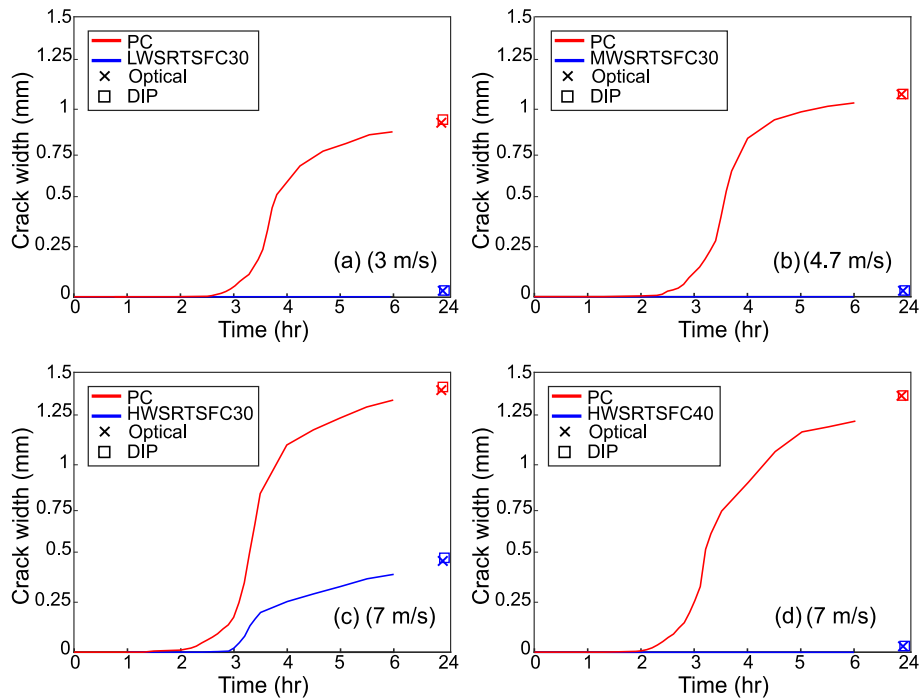 1.5
1.25
1
0.75
0.5
0.25
0
Crack width (mm)
PC
LWSRTSFC30
Optical
DIP
(a) (3 m/s)
0 1 2 3 4 5 6 24
Time (hr)
1.5
1.25
1
0.75
0.5
0.25
0
Crack width (mm)
PC
MWSRTSFC30
Optical
DIP
(b) (4.7 m/s)
0 1 2 3 4 5 6 24
Time (hr)
1.5
1.25
1
0.75
0.5
0.25
0
Crack width (mm)
PC
HWSRTSFC30
Optical
DIP
(c) (7 m/s)
0 1 2 3 4 5 6 24
Time (hr)
1.5
1.25
1
0.75
0.5
0.25
0
Crack width (mm)
PC
HWSRTSFC40
Optical
DIP
(d) (7 m/s)
0 1 2 3 4 5 6 24
Time (hr)